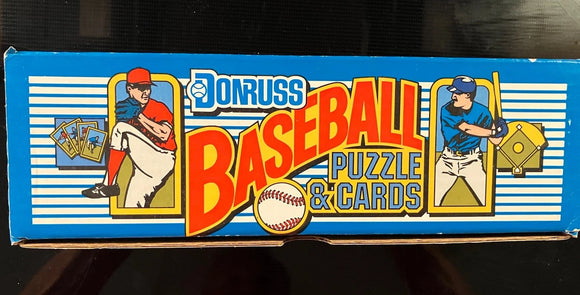 DONRUSS
BASEBALL
PUZZLE
& CARDS